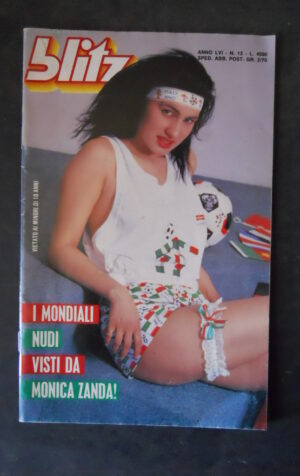 blitz
ANNO LVI - N. 13 - L. 4000
SPED. ABB. POST. GR. 2/70
VIETATO AI MINORI DI 18 ANNI
I MONDIALI
NUDI
VISTI DA
MONICA ZANDA!